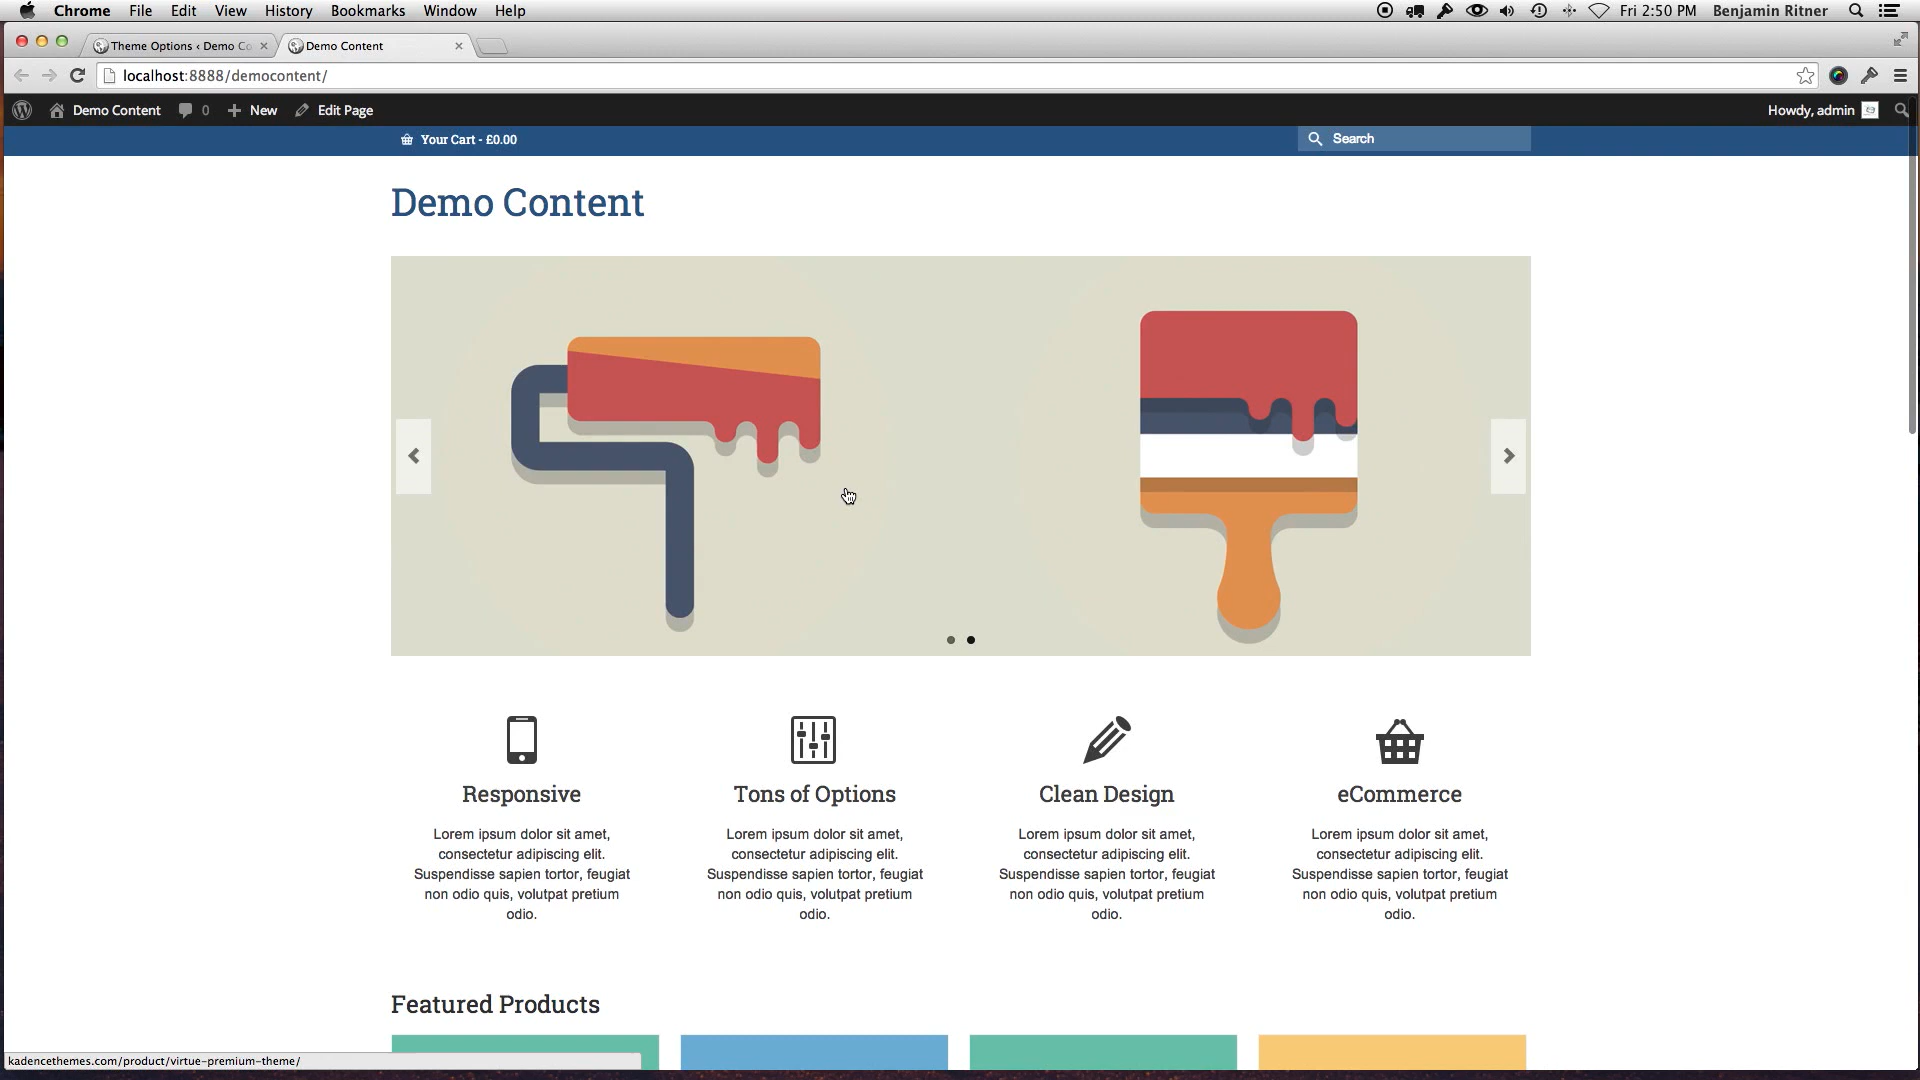 Chrome File Edit View History Bookmarks Window Help Fri 2:50 PM Benjamin Ritner
Theme Options ‹ Demo Co Demo Content
localhost:8888/democontent/
Demo Content 0 New Edit Page Howdy, admin
Your Cart - £0.00 Search
Demo Content
Responsive
Lorem ipsum dolor sit amet,
consectetur adipiscing elit.
Suspendisse sapien tortor, feugiat
non odio quis, volutpat pretium
odio.
Tons of Options
Lorem ipsum dolor sit amet,
consectetur adipiscing elit.
Suspendisse sapien tortor, feugiat
non odio quis, volutpat pretium
odio.
Clean Design
Lorem ipsum dolor sit amet,
consectetur adipiscing elit.
Suspendisse sapien tortor, feugiat
non odio quis, volutpat pretium
odio.
eCommerce
Lorem ipsum dolor sit amet,
consectetur adipiscing elit.
Suspendisse sapien tortor, feugiat
non odio quis, volutpat pretium
odio.
Featured Products
kadencethemes.com/product/virtue-premium-theme/